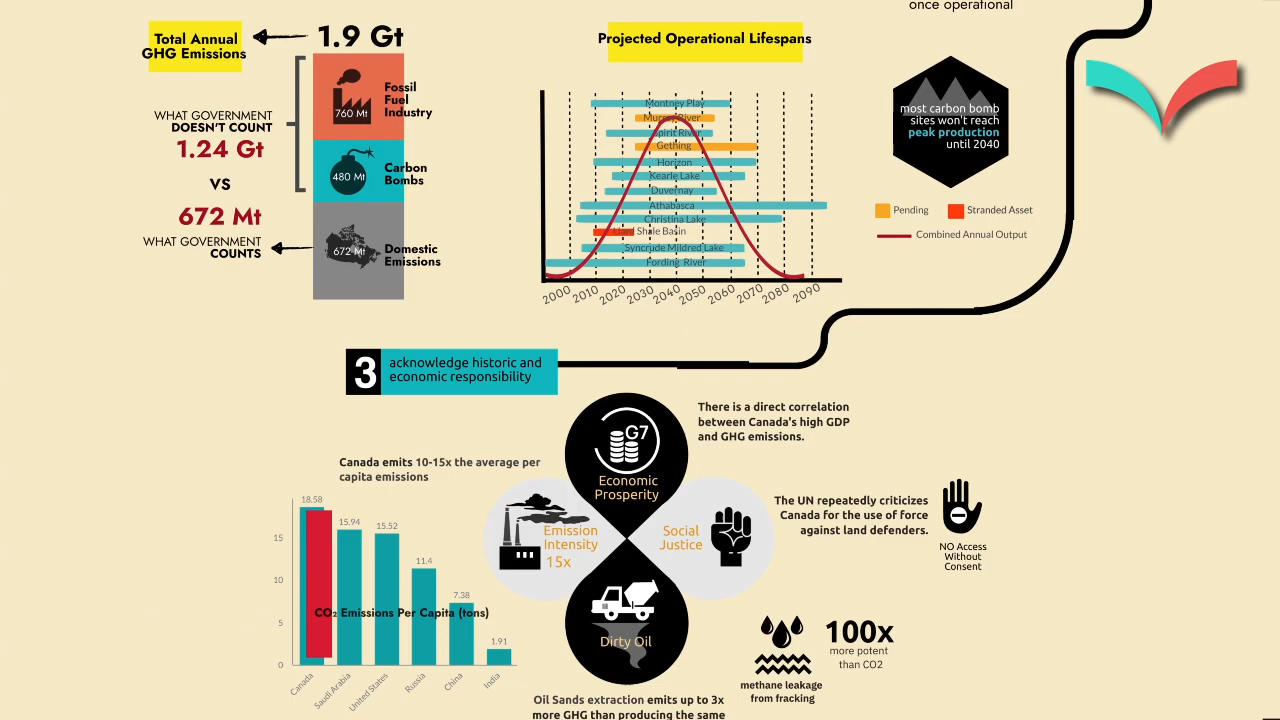 once operational
Total Annual
GHG Emissions
1.9 Gt
Fossil
Fuel
Industry
760 Mt
WHAT GOVERNMENT
DOESN'T COUNT
1.24 Gt
VS
672 Mt
WHAT GOVERNMENT
COUNTS
Carbon
Bombs
480 Mt
Domestic
Emissions
672 Mt
Projected Operational Lifespans
Montney Play
Murray River
Spirit River
Gething
Horizon
Kearle Lake
Duvernay
Athabasca
Christina Lake
Shale Basin
Syncrude Mildred Lake
Fording River
2000 2010 2020 2030 2040 2050 2060 2070 2080 2090
most carbon bomb
sites won't reach
peak production
until 2040
Pending
Stranded Asset
Combined Annual Output
3
acknowledge historic and
economic responsibility
There is a direct correlation
between Canada's high GDP
and GHG emissions.
G7
Economic
Prosperity
Canada emits 10-15x the average per
capita emissions
18.58
15.94
15.52
11.4
7.38
1.91
15
10
5
0
CO₂ Emissions Per Capita (tons)
Canada
Saudi Arabia
United States
Russia
China
India
Emission
Intensity
15x
Social
Justice
The UN repeatedly criticizes
Canada for the use of force
against land defenders.
NO Access
Without
Consent
Dirty Oil
100x
more potent
than CO2
methane leakage
from fracking
Oil Sands extraction emits up to 3x
more GHG than producing the same